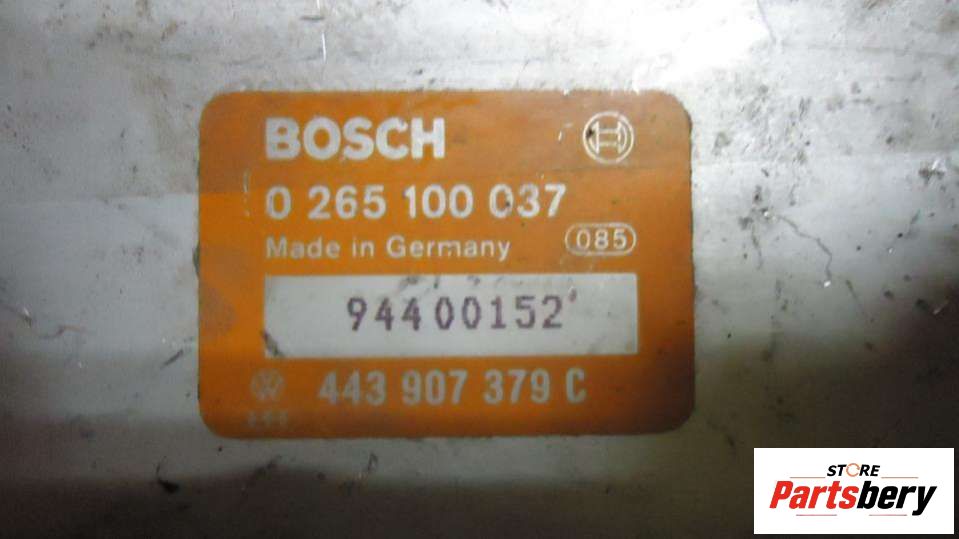 BOSCH
0 265 100 037
Made in Germany 085
94400152
443 907 379 C
STORE
Partsbery